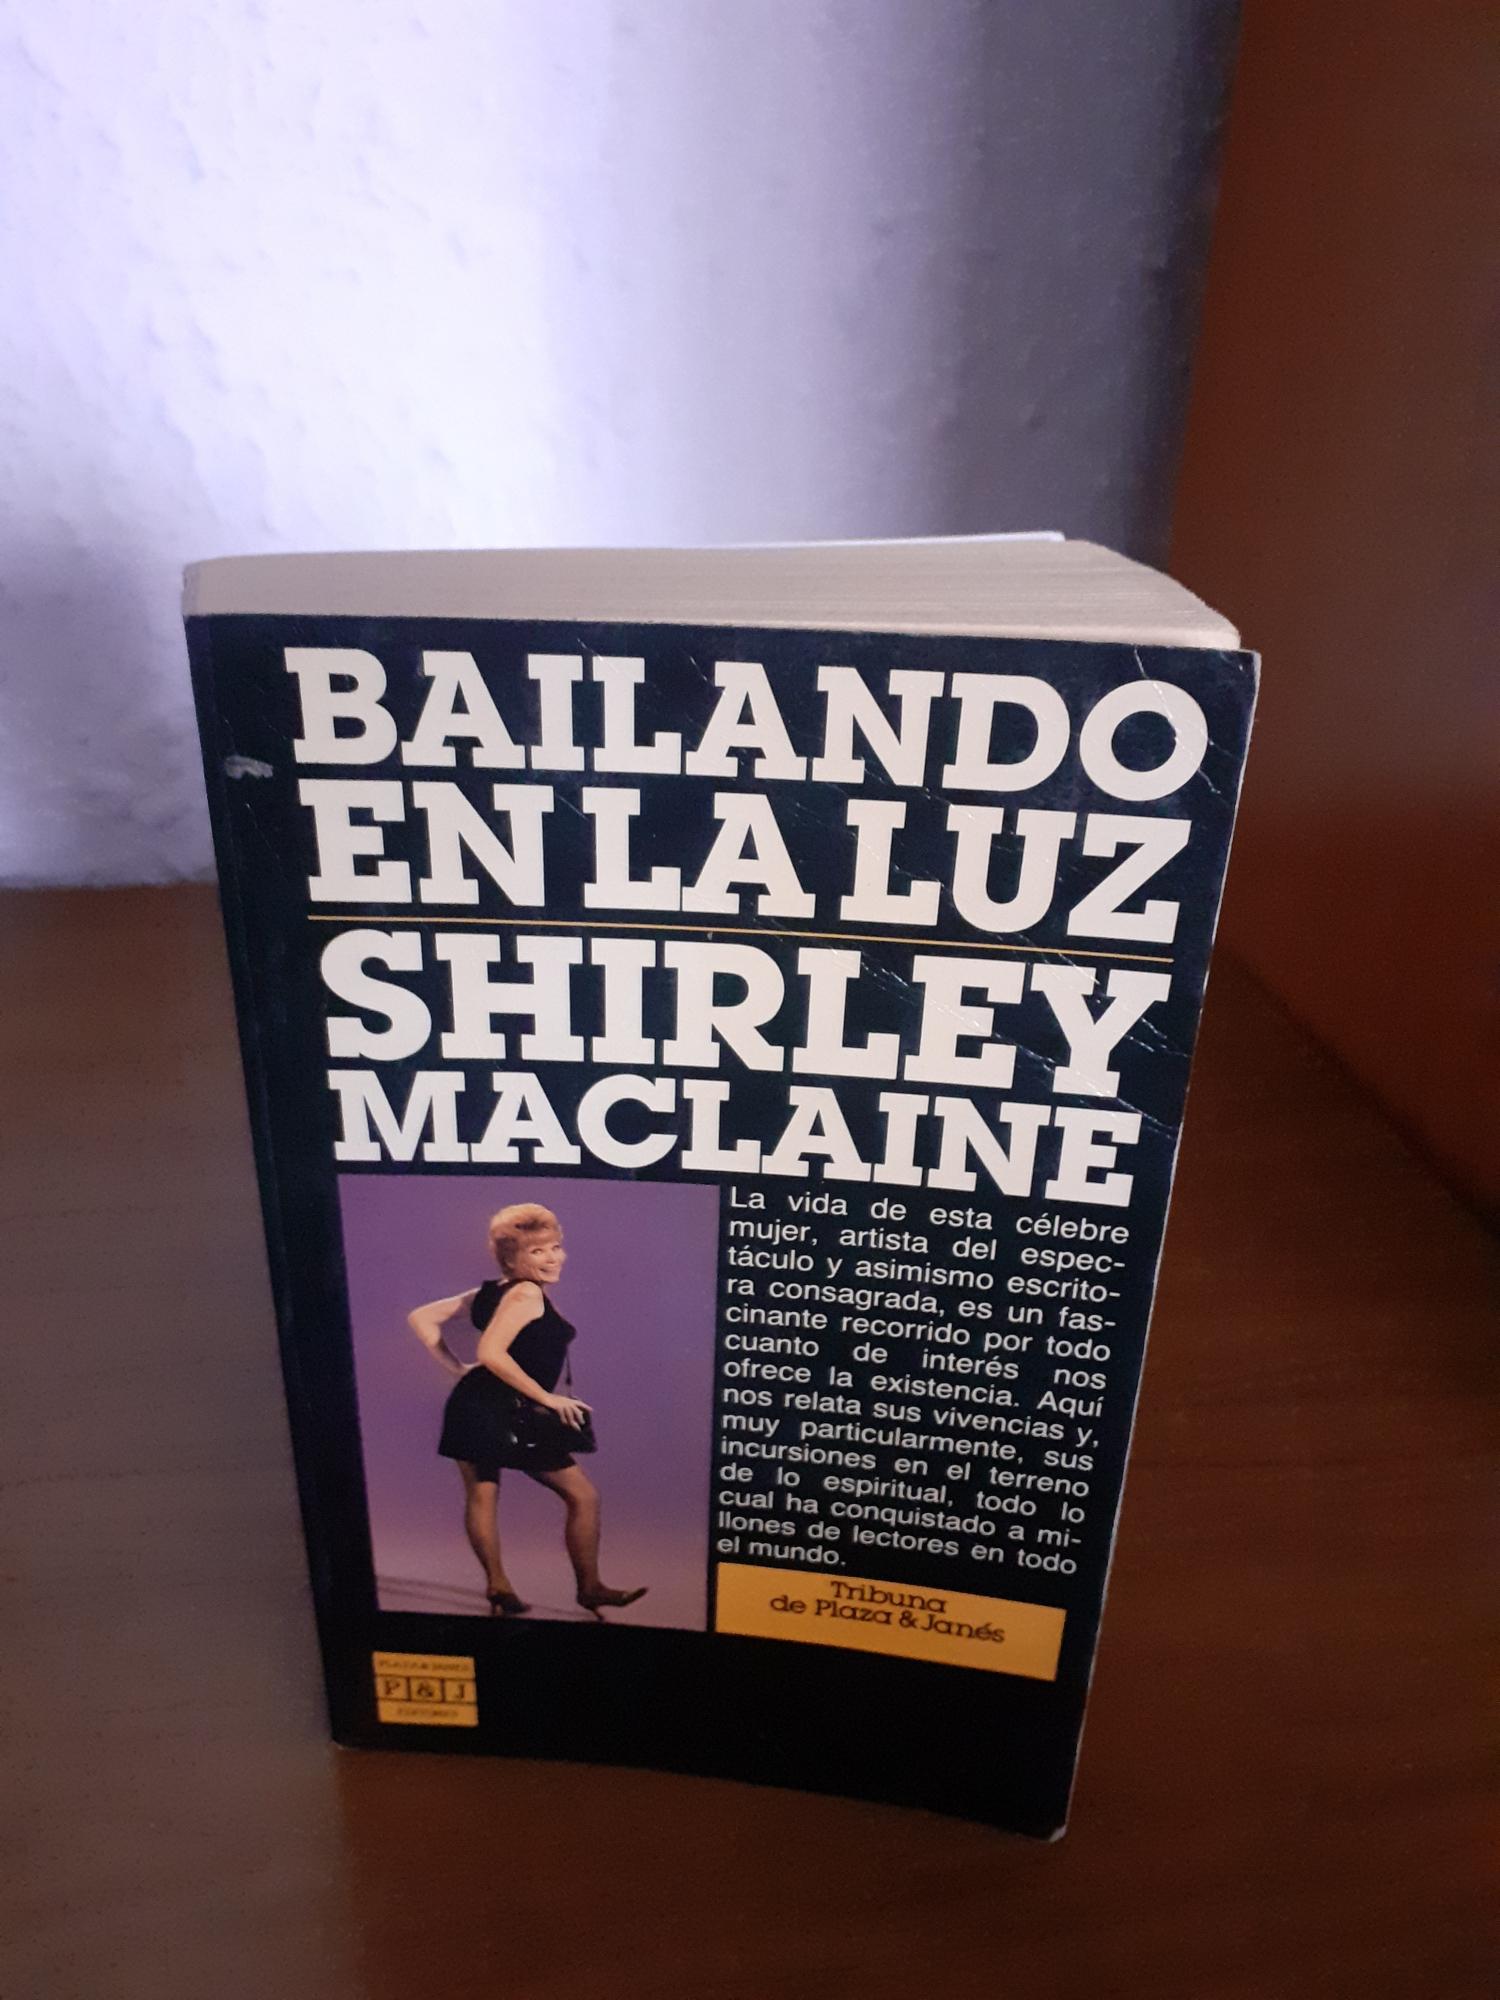 BAILANDO
EN LA LUZ
SHIRLEY
MACLAINE
La vida de esta célebre
mujer, artista del espec-
táculo y asimismo escrito-
ra consagrada, es un fas-
cinante recorrido por todo
cuanto de interés nos
ofrece la existencia. Aquí
nos relata sus vivencias y,
muy particularmente, sus
incursiones en el terreno
de lo espiritual, todo lo
cual ha conquistado a mi-
llones de lectores en todo
el mundo.
Tribuna
de Plaza & Janés
PLAZA & JANES
P & J